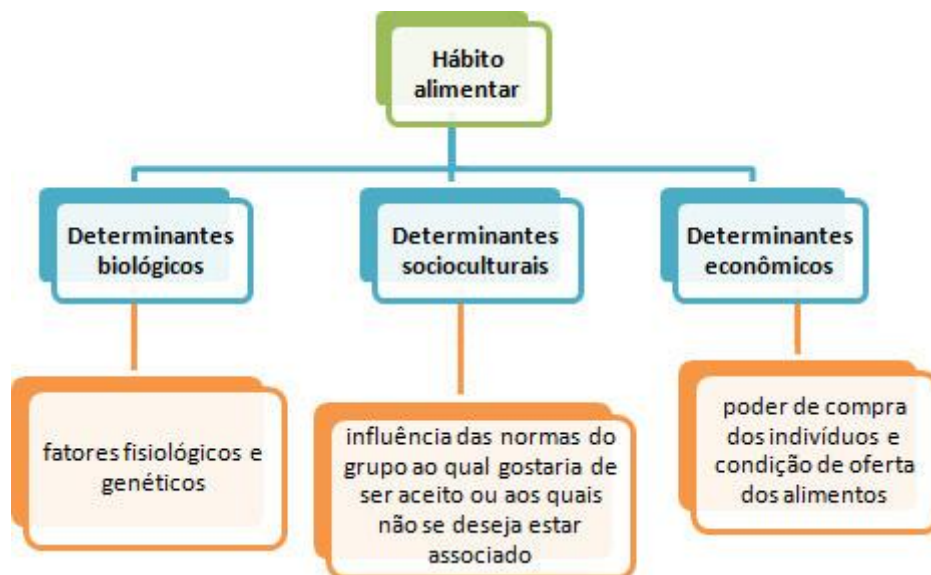 Hábito
alimentar
Determinantes
biológicos
Determinantes
socioculturais
Determinantes
econômicos
fatores fisiológicos e
genéticos
influência das normas do
grupo ao qual gostaria de
ser aceito ou aos quais
não se deseja estar
associado
poder de compra
dos indivíduos e
condição de oferta
dos alimentos